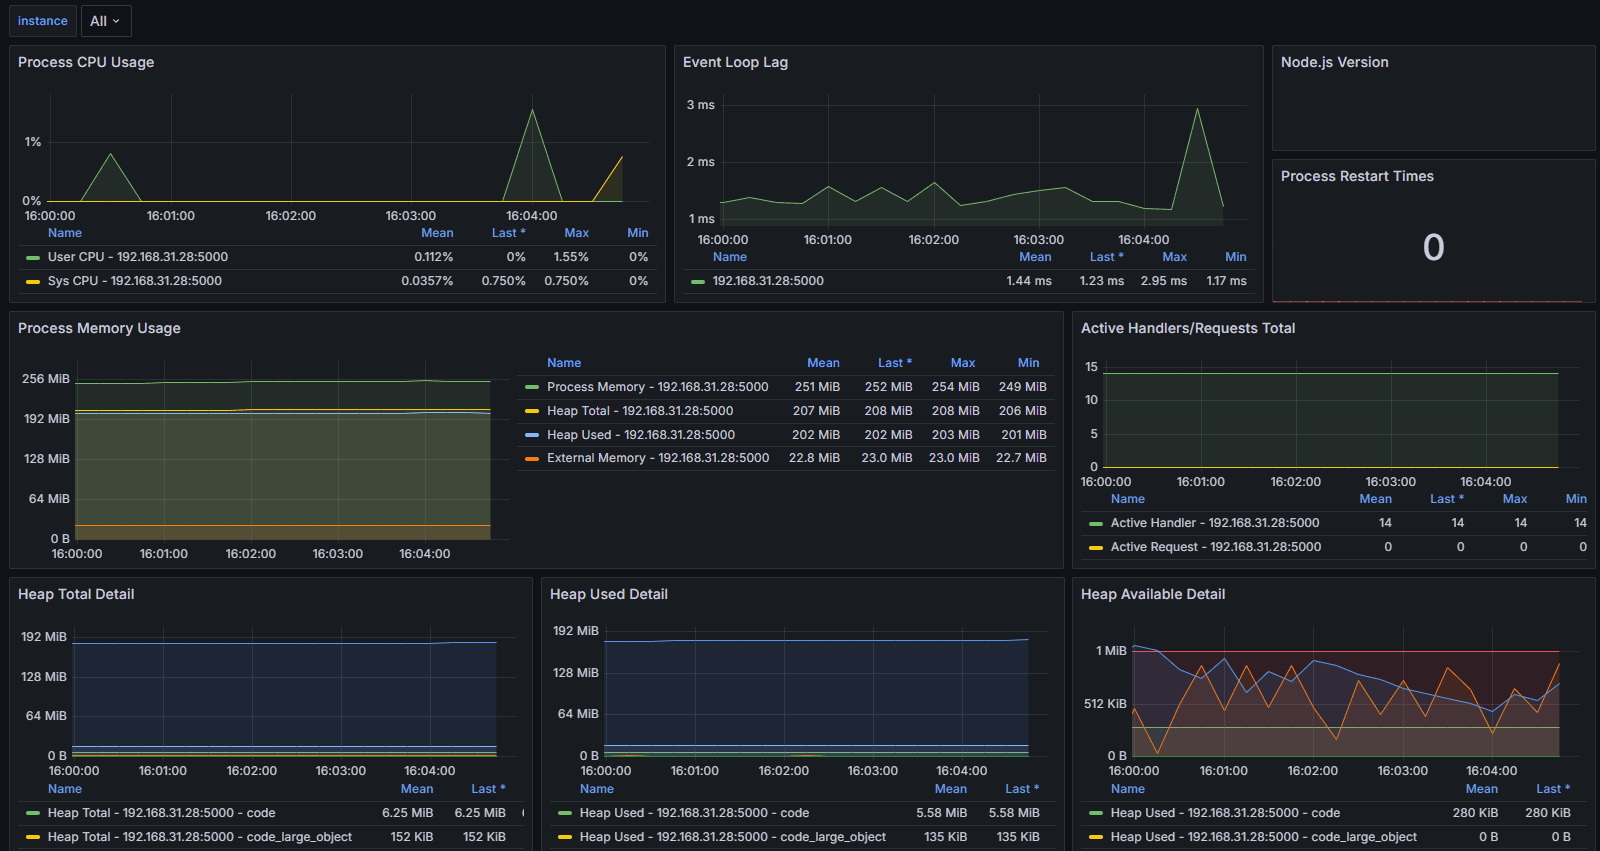 instance All
Process CPU Usage
1%
0%
16:00:00 16:01:00 16:02:00 16:03:00 16:04:00
Name Mean Last * Max Min
User CPU - 192.168.31.28:5000 0.112% 0% 1.55% 0%
Sys CPU - 192.168.31.28:5000 0.0357% 0.750% 0.750% 0%
Event Loop Lag
3 ms
2 ms
1 ms
16:00:00 16:01:00 16:02:00 16:03:00 16:04:00
Name Mean Last * Max Min
192.168.31.28:5000 1.44 ms 1.23 ms 2.95 ms 1.17 ms
Node.js Version
Process Restart Times
0
Process Memory Usage
256 MiB
192 MiB
128 MiB
64 MiB
0 B
16:00:00 16:01:00 16:02:00 16:03:00 16:04:00
Name Mean Last * Max Min
Process Memory - 192.168.31.28:5000 251 MiB 252 MiB 254 MiB 249 MiB
Heap Total - 192.168.31.28:5000 207 MiB 208 MiB 208 MiB 206 MiB
Heap Used - 192.168.31.28:5000 202 MiB 202 MiB 203 MiB 201 MiB
External Memory - 192.168.31.28:5000 22.8 MiB 23.0 MiB 23.0 MiB 22.7 MiB
Active Handlers/Requests Total
15
10
5
0
16:00:00 16:01:00 16:02:00 16:03:00 16:04:00
Name Mean Last * Max Min
Active Handler - 192.168.31.28:5000 14 14 14 14
Active Request - 192.168.31.28:5000 0 0 0 0
Heap Total Detail
192 MiB
128 MiB
64 MiB
0 B
16:00:00 16:01:00 16:02:00 16:03:00 16:04:00
Name Mean Last *
Heap Total - 192.168.31.28:5000 - code 6.25 MiB 6.25 MiB
Heap Total - 192.168.31.28:5000 - code_large_object 152 KiB 152 KiB
Heap Used Detail
192 MiB
128 MiB
64 MiB
0 B
16:00:00 16:01:00 16:02:00 16:03:00 16:04:00
Name Mean Last *
Heap Used - 192.168.31.28:5000 - code 5.58 MiB 5.58 MiB
Heap Used - 192.168.31.28:5000 - code_large_object 135 KiB 135 KiB
Heap Available Detail
1 MiB
512 KiB
0 B
16:00:00 16:01:00 16:02:00 16:03:00 16:04:00
Name Mean Last *
Heap Used - 192.168.31.28:5000 - code 280 KiB 280 KiB
Heap Used - 192.168.31.28:5000 - code_large_object 0 B 0 B